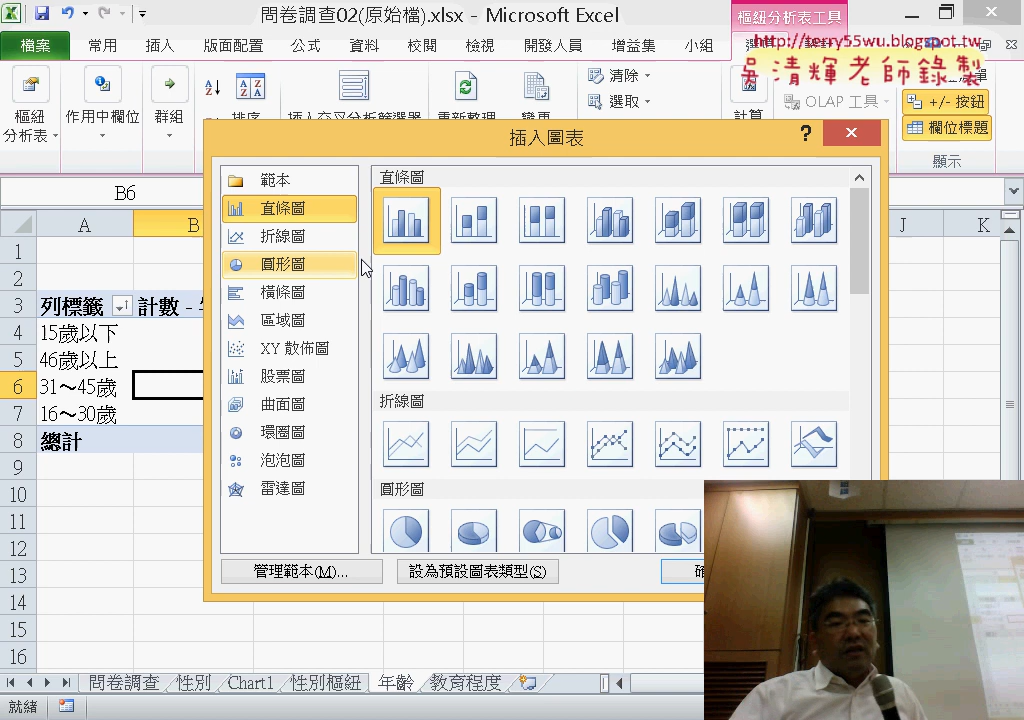 問卷調查02(原始檔).xlsx - Microsoft Excel
樞紐分析表工具
檔案 常用 插入 版面配置 公式 資料 校閱 檢視 開發人員 增益集 小組
http://terry55wu.blogspot.tw
吳清輝老師錄製
樞紐分析表
作用中欄位
群組
排序
插入交叉分析篩選器
重新整理
變更
清除
選取
計算
OLAP 工具
+/- 按鈕
欄位標題
顯示
插入圖表
?
B6
A B J K
1
2
3 列標籤 計數 -
4 15歲以下
5 46歲以上
6 31～45歲
7 16～30歲
8 總計
9
10
11
12
13
14
15
16
範本
直條圖
折線圖
圓形圖
橫條圖
區域圖
XY 散佈圖
股票圖
曲面圖
環圈圖
泡泡圖
雷達圖
直條圖
折線圖
圓形圖
管理範本(M)...
設為預設圖表類型(S)
確
問卷調查 性別 Chart1 性別樞紐 年齡 教育程度
就緒